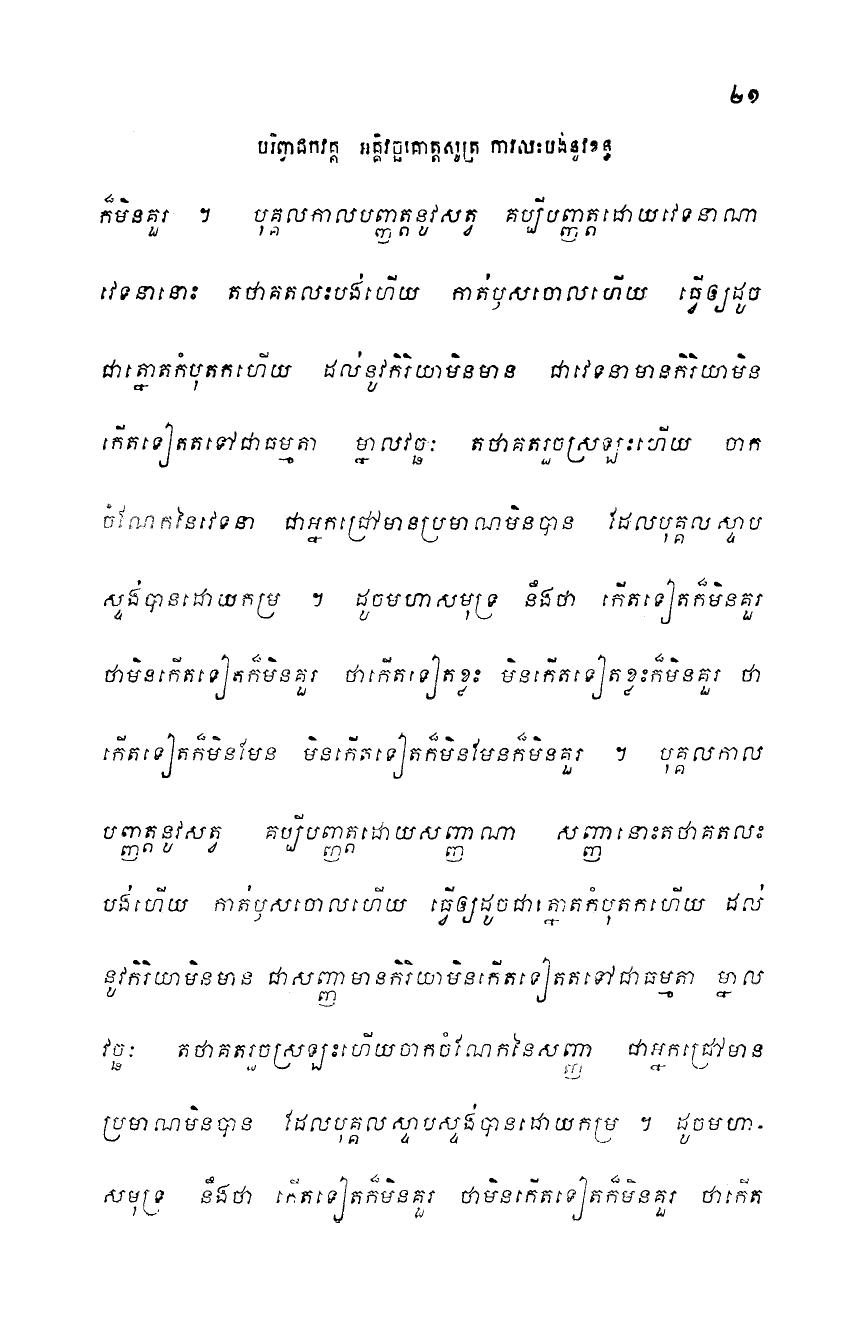 ២១
បរិញ្វជកវគ្គ អគ្គិវច្ឆគោត្តសូត្រ ការលះបង់នូវខន្ធ
ក៏មិនគួរ ។ បុគ្គលកាលបញ្ញត្តនូវសត្វ គប្បីបញ្ញត្តដោយវេទនាណា
វេទនានោះ តថាគតលះបង់ហើយ កាត់ឫសចោលហើយ ធ្វើឲ្យដូច
ជាត្នោតកំបុតកហើយ ដល់នូវកិរិយាមិនមាន ជាវេទនាមានកិរិយាមិន
កើតទៀតតទៅជាធម្មតា ម្នាលវច្ឆៈ តថាគតរួចស្រឡះហើយ ចាក
ចំណែកនៃវេទនា ជាអ្នកជ្រៅមានប្រមាណមិនបាន ដែលបុគ្គលស្ទាប
ស្ទង់បានដោយកម្រ ។ ដូចមហាសមុទ្រ នឹងថា កើតទៀតក៏មិនគួរ
ថាមិនកើតទៀតក៏មិនគួរ ថាកើតទៀតខ្លះ មិនកើតទៀតខ្លះក៏មិនគួរ ថា
កើតទៀតក៏មិនមែន មិនកើតទៀតក៏មិនមែនក៏មិនគួរ ។ បុគ្គលកាល
បញ្ញត្តនូវសត្វ គប្បីបញ្ញត្តដោយសញ្ញាណា សញ្ញានោះតថាគតលះ
បង់ហើយ កាត់ឫសចោលហើយ ធ្វើឲ្យដូចជាត្នោតកំបុតកហើយ ដល់
នូវកិរិយាមិនមាន ជាសញ្ញាមានកិរិយាមិនកើតទៀតតទៅជាធម្មតា ម្នាល
វច្ឆៈ តថាគតរួចស្រឡះហើយចាកចំណែកនៃសញ្ញា ជាអ្នកជ្រៅមាន
ប្រមាណមិនបាន ដែលបុគ្គលស្ទាបស្ទង់បានដោយកម្រ ។ ដូចមហា-
សមុទ្រ នឹងថា កើតទៀតក៏មិនគួរ ថាមិនកើតទៀតក៏មិនគួរ ថាកើត